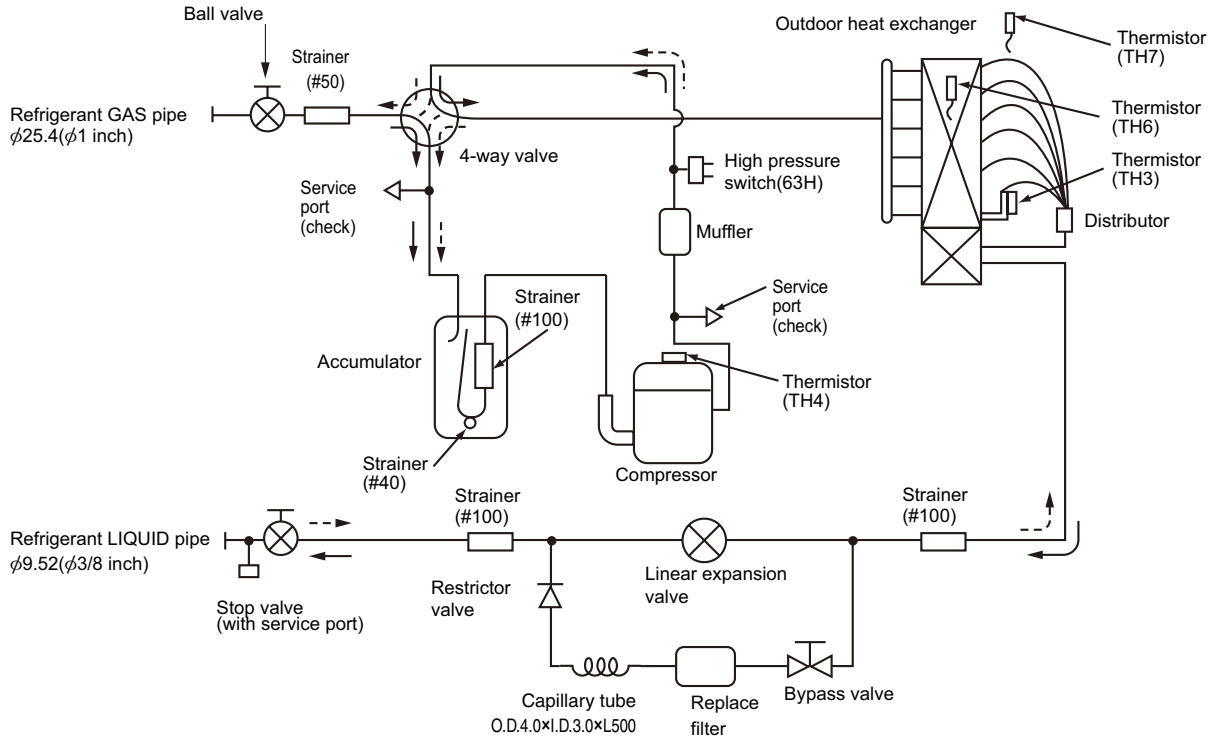 Ball valve
Strainer
(#50)
Refrigerant GAS pipe
ϕ25.4(ϕ1 inch)
4-way valve
Service
port
(check)
Outdoor heat exchanger
Thermistor
(TH7)
Thermistor
(TH6)
Thermistor
(TH3)
High pressure
switch(63H)
Distributor
Muffler
Service
port
(check)
Strainer
(#100)
Accumulator
Thermistor
(TH4)
Strainer
(#40)
Compressor
Strainer
(#100)
Strainer
(#100)
Refrigerant LIQUID pipe
ϕ9.52(ϕ3/8 inch)
Linear expansion
valve
Restrictor
valve
Stop valve
(with service port)
Capillary tube
O.D.4.0×I.D.3.0×L500
Replace
filter
Bypass valve